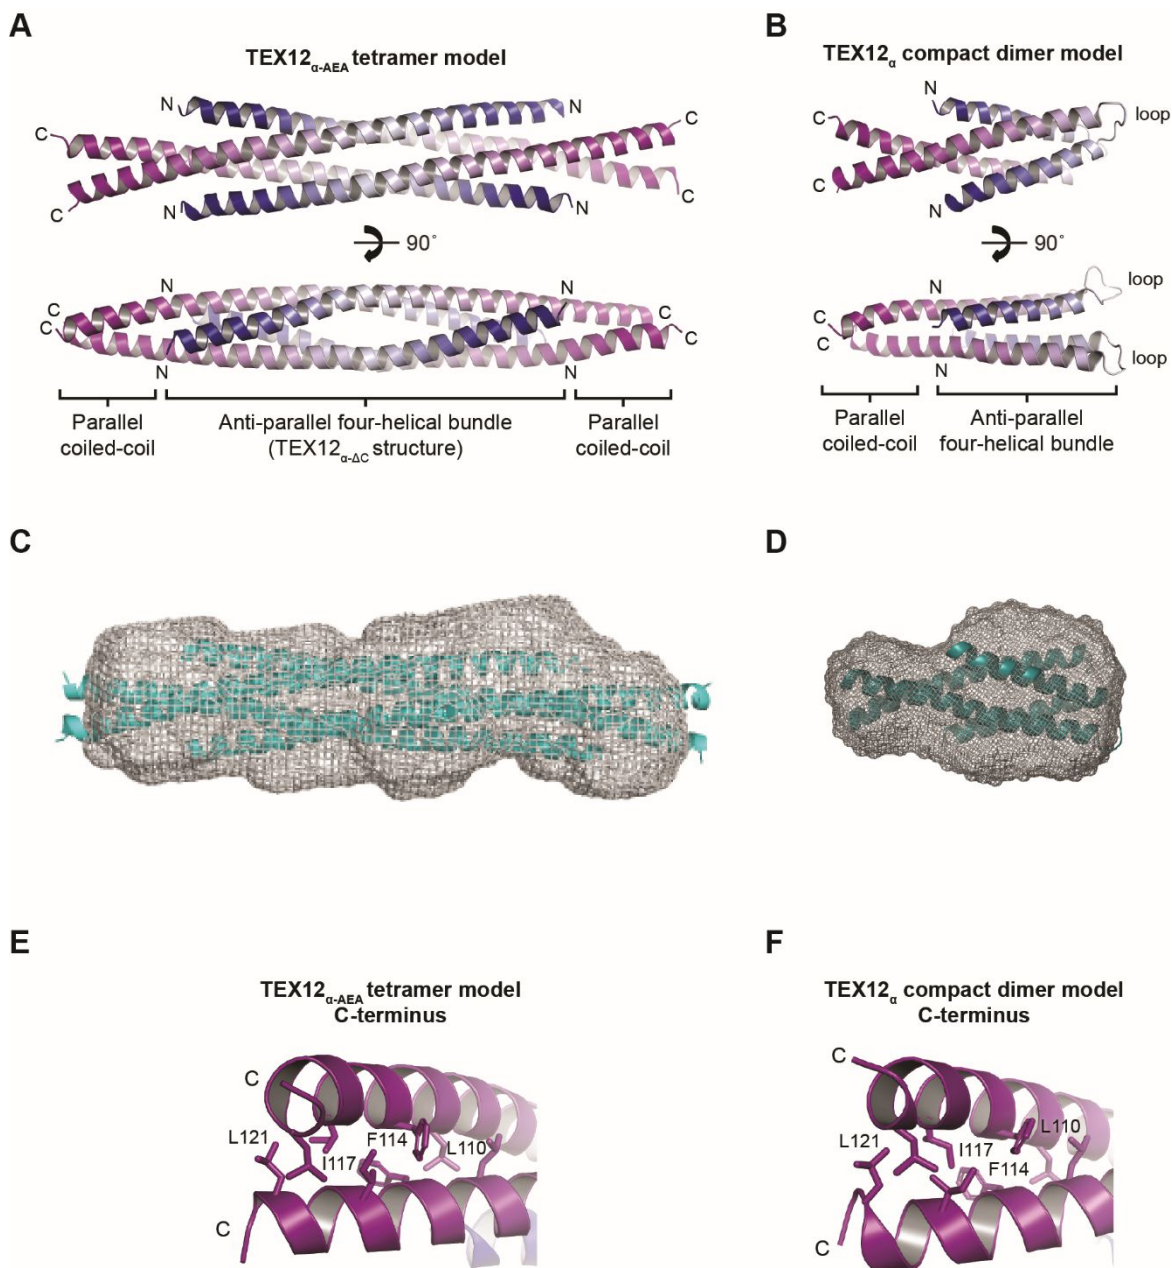 A
TEX12α-AEA tetramer model
N
N
C
C
C
N
N
C
90°
N
N
C
C
C
C
N
N
Parallel
coiled-coil
Anti-parallel four-helical bundle
(TEX12α-ΔC structure)
Parallel
coiled-coil
B
TEX12α compact dimer model
N
C
loop
C
N
90°
N
loop
C
C
loop
N
Parallel
coiled-coil
Anti-parallel
four-helical bundle
C
D
E
TEX12α-AEA tetramer model
C-terminus
C
L121
F114
L110
I117
C
F
TEX12α compact dimer model
C-terminus
C
L110
L121
I117
F114
C